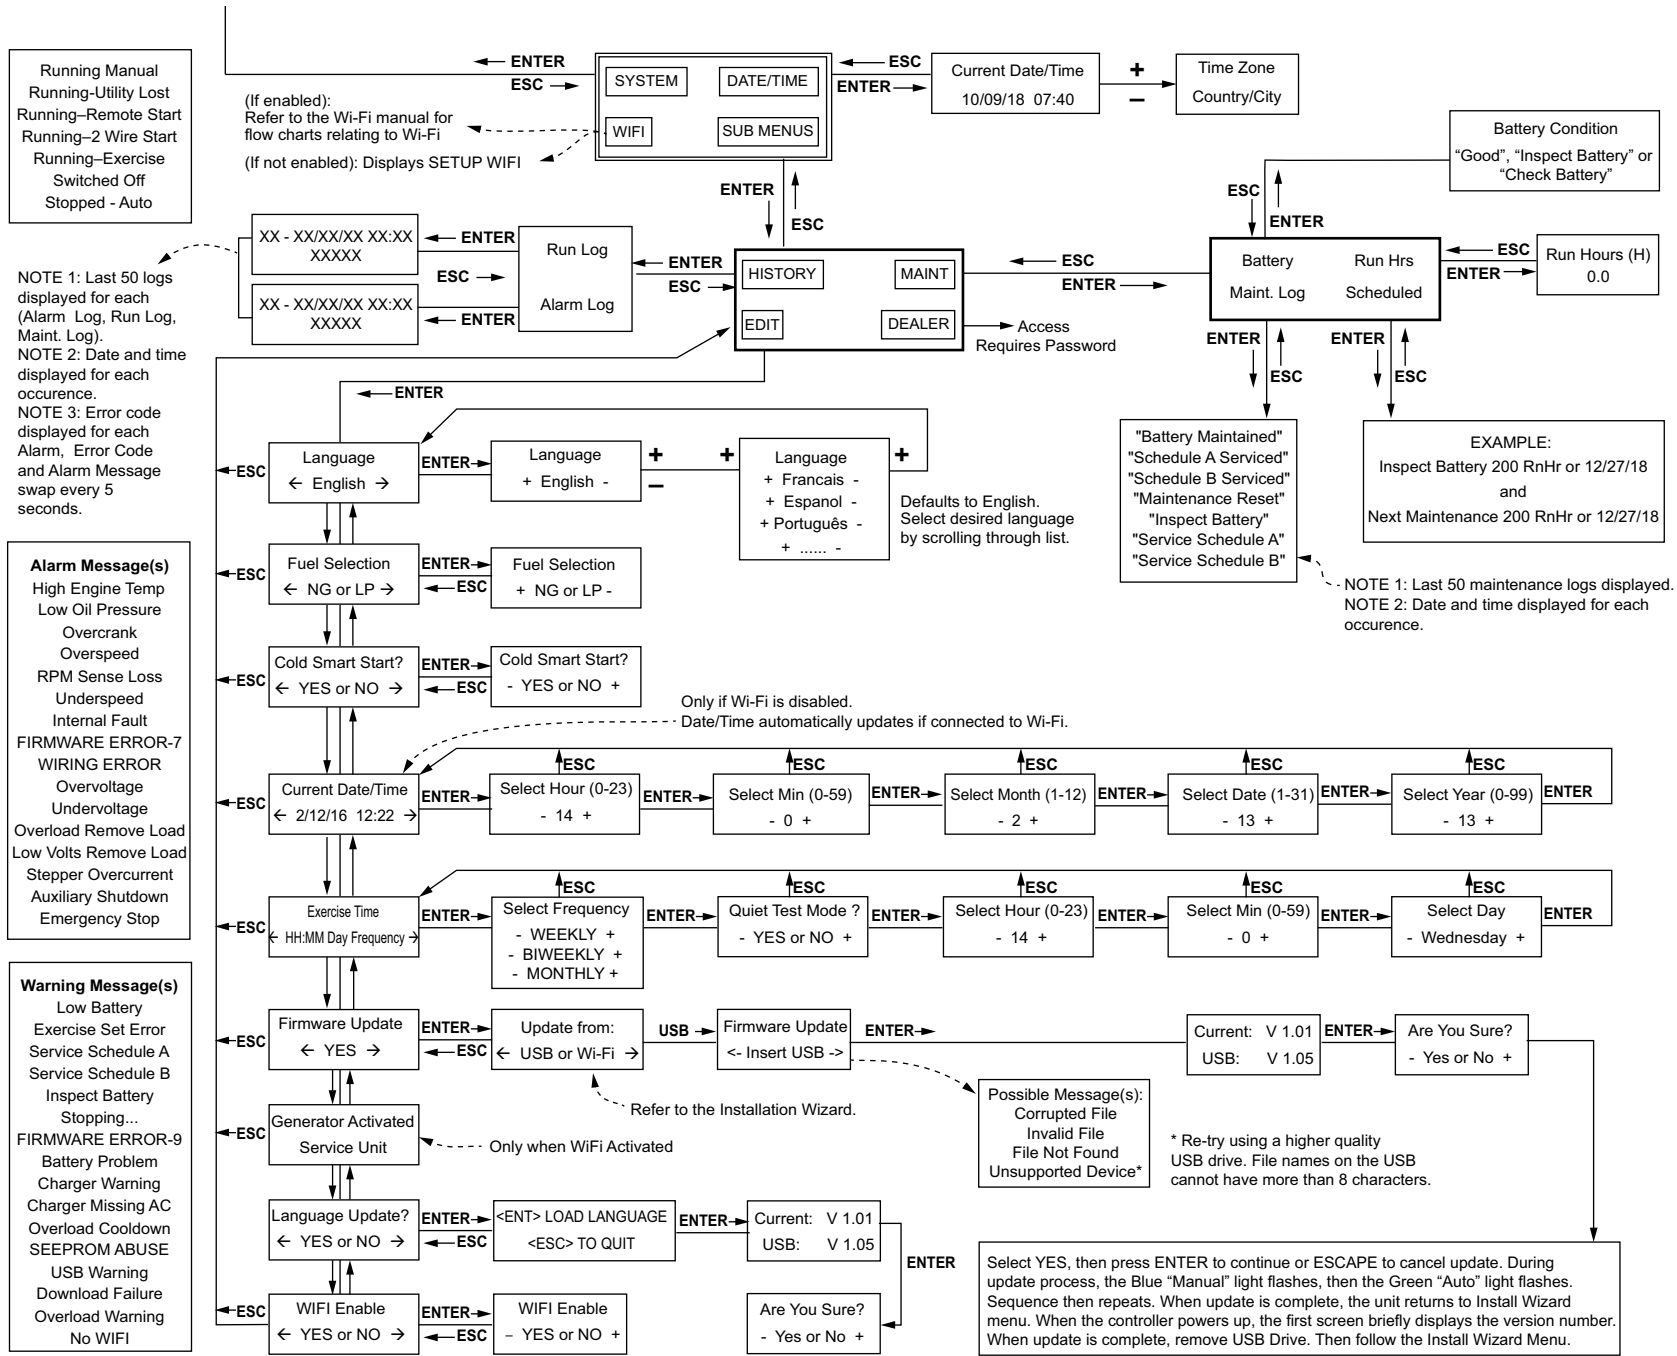 Running Manual
Running-Utility Lost
Running–Remote Start
Running–2 Wire Start
Running–Exercise
Switched Off
Stopped - Auto
ENTER
ESC
SYSTEM
DATE/TIME
WIFI
SUB MENUS
(If enabled):
Refer to the Wi-Fi manual for
flow charts relating to Wi-Fi
(If not enabled): Displays SETUP WIFI
ESC
ENTER
Current Date/Time
10/09/18 07:40
+
–
Time Zone
Country/City
Battery Condition
“Good”, “Inspect Battery” or
“Check Battery”
ESC
ENTER
ENTER
ESC
XX - XX/XX/XX XX:XX
XXXXX
XX - XX/XX/XX XX:XX
XXXXX
ENTER
ESC
ENTER
Run Log
Alarm Log
ENTER
ESC
HISTORY
MAINT
EDIT
DEALER
Access
Requires Password
ESC
ENTER
Battery
Run Hrs
Maint. Log
Scheduled
ESC
ENTER
Run Hours (H)
0.0
ENTER
ESC
ENTER
ESC
NOTE 1: Last 50 logs
displayed for each
(Alarm Log, Run Log,
Maint. Log).
NOTE 2: Date and time
displayed for each
occurence.
NOTE 3: Error code
displayed for each
Alarm, Error Code
and Alarm Message
swap every 5
seconds.
"Battery Maintained"
"Schedule A Serviced"
"Schedule B Serviced"
"Maintenance Reset"
"Inspect Battery"
"Service Schedule A"
"Service Schedule B"
EXAMPLE:
Inspect Battery 200 RnHr or 12/27/18
and
Next Maintenance 200 RnHr or 12/27/18
NOTE 1: Last 50 maintenance logs displayed.
NOTE 2: Date and time displayed for each
occurence.
ENTER
ESC
Language
← English →
ENTER
Language
+ English -
+
–
+
Language
+ Francais -
+ Espanol -
+ Português -
+ ...... -
+
Defaults to English.
Select desired language
by scrolling through list.
ESC
Fuel Selection
← NG or LP →
ENTER
ESC
Fuel Selection
+ NG or LP -
ESC
Cold Smart Start?
← YES or NO →
ENTER
ESC
Cold Smart Start?
- YES or NO +
Only if Wi-Fi is disabled.
Date/Time automatically updates if connected to Wi-Fi.
ESC
Current Date/Time
← 2/12/16 12:22 →
ENTER
ESC
Select Hour (0-23)
- 14 +
ENTER
ESC
Select Min (0-59)
- 0 +
ENTER
ESC
Select Month (1-12)
- 2 +
ENTER
ESC
Select Date (1-31)
- 13 +
ENTER
ESC
Select Year (0-99)
- 13 +
ENTER
ESC
Exercise Time
← HH:MM Day Frequency →
ENTER
ESC
Select Frequency
- WEEKLY +
- BIWEEKLY +
- MONTHLY +
ENTER
ESC
Quiet Test Mode ?
- YES or NO +
ENTER
ESC
Select Hour (0-23)
- 14 +
ENTER
ESC
Select Min (0-59)
- 0 +
ENTER
ESC
Select Day
- Wednesday +
ENTER
Alarm Message(s)
High Engine Temp
Low Oil Pressure
Overcrank
Overspeed
RPM Sense Loss
Underspeed
Internal Fault
FIRMWARE ERROR-7
WIRING ERROR
Overvoltage
Undervoltage
Overload Remove Load
Low Volts Remove Load
Stepper Overcurrent
Auxiliary Shutdown
Emergency Stop
Warning Message(s)
Low Battery
Exercise Set Error
Service Schedule A
Service Schedule B
Inspect Battery
Stopping...
FIRMWARE ERROR-9
Battery Problem
Charger Warning
Charger Missing AC
Overload Cooldown
SEEPROM ABUSE
USB Warning
Download Failure
Overload Warning
No WIFI
ESC
Firmware Update
← YES →
ENTER
ESC
Update from:
← USB or Wi-Fi →
USB
Firmware Update
<- Insert USB ->
ENTER
Current: V 1.01
USB: V 1.05
ENTER
Are You Sure?
- Yes or No +
Refer to the Installation Wizard.
Possible Message(s):
Corrupted File
Invalid File
File Not Found
Unsupported Device*
* Re-try using a higher quality
USB drive. File names on the USB
cannot have more than 8 characters.
ESC
Generator Activated
Service Unit
Only when WiFi Activated
Language Update?
← YES or NO →
ENTER
ESC
<ENT> LOAD LANGUAGE
<ESC> TO QUIT
ENTER
Current: V 1.01
USB: V 1.05
ENTER
Are You Sure?
- Yes or No +
ESC
WIFI Enable
← YES or NO →
ENTER
ESC
WIFI Enable
– YES or NO +
Select YES, then press ENTER to continue or ESCAPE to cancel update. During
update process, the Blue “Manual” light flashes, then the Green “Auto” light flashes.
Sequence then repeats. When update is complete, the unit returns to Install Wizard
menu. When the controller powers up, the first screen briefly displays the version number.
When update is complete, remove USB Drive. Then follow the Install Wizard Menu.